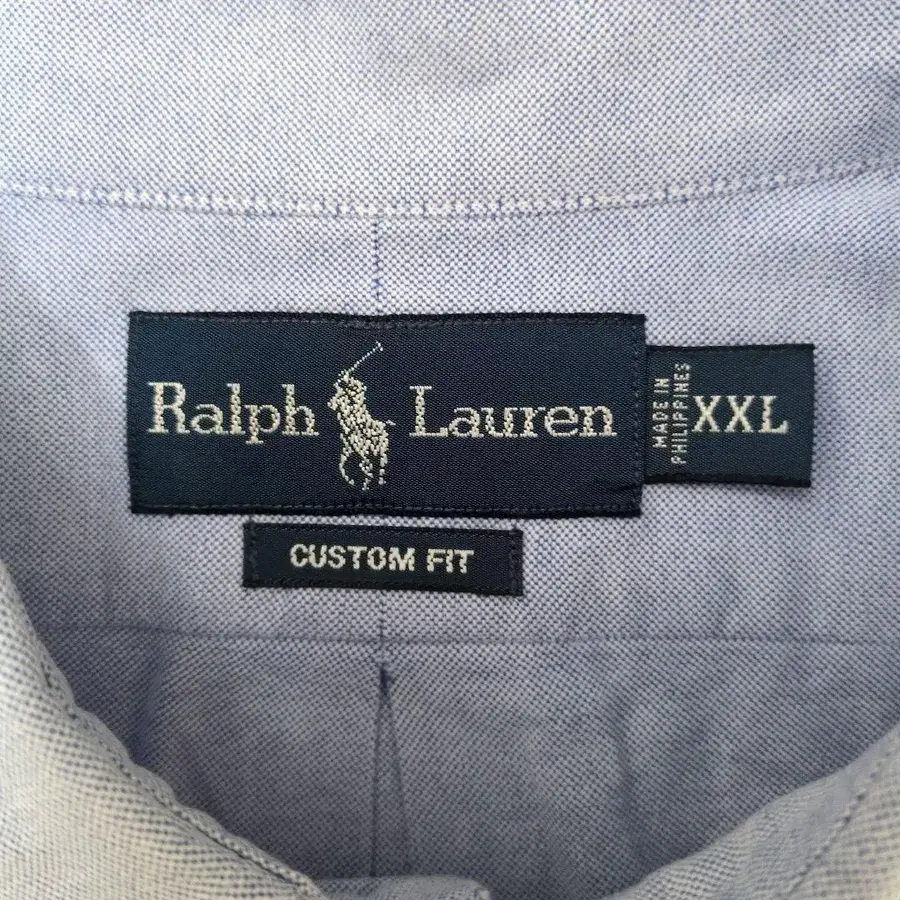 Ralph Lauren
MADE IN
PHILIPPINES
XXL
CUSTOM FIT